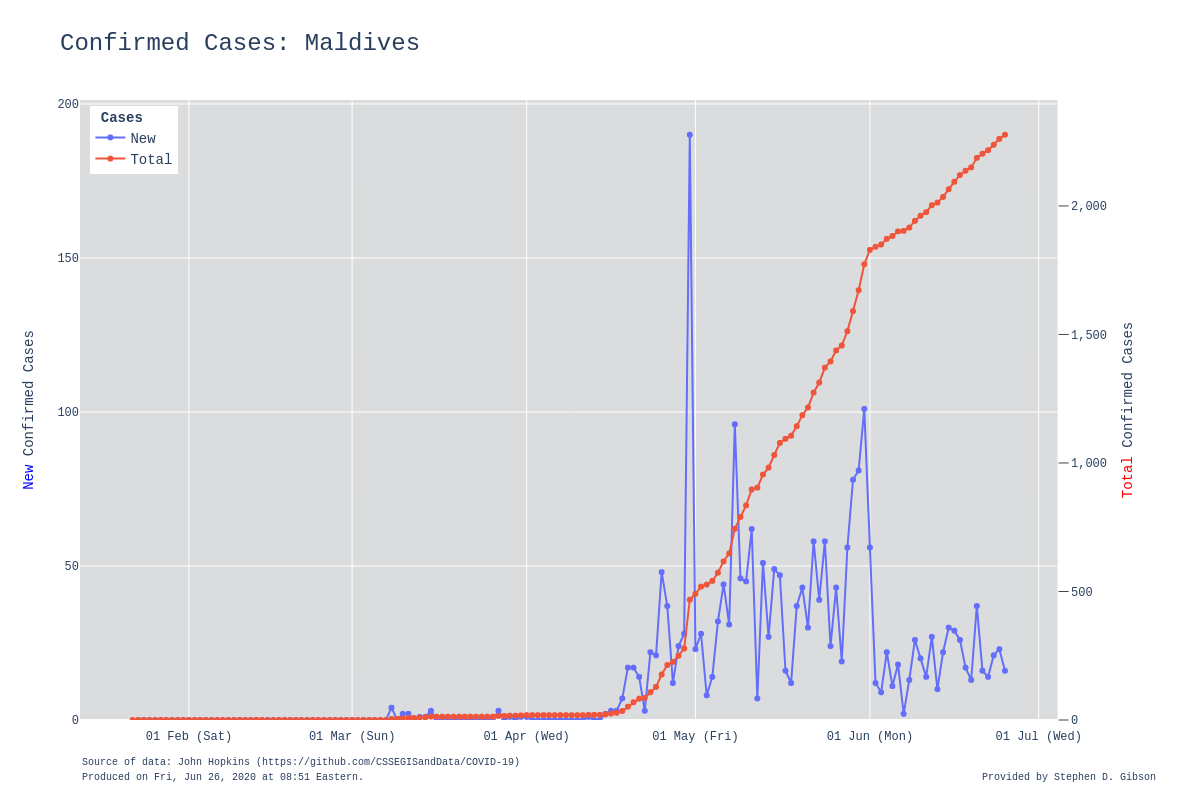 Confirmed Cases: Maldives
Cases
New
Total
200
150
100
50
0
2,000
1,500
1,000
500
0
New Confirmed Cases
Total Confirmed Cases
01 Feb (Sat)
01 Mar (Sun)
01 Apr (Wed)
01 May (Fri)
01 Jun (Mon)
01 Jul (Wed)
Source of data: John Hopkins (https://github.com/CSSEGISandData/COVID-19)
Produced on Fri, Jun 26, 2020 at 08:51 Eastern.
Provided by Stephen D. Gibson